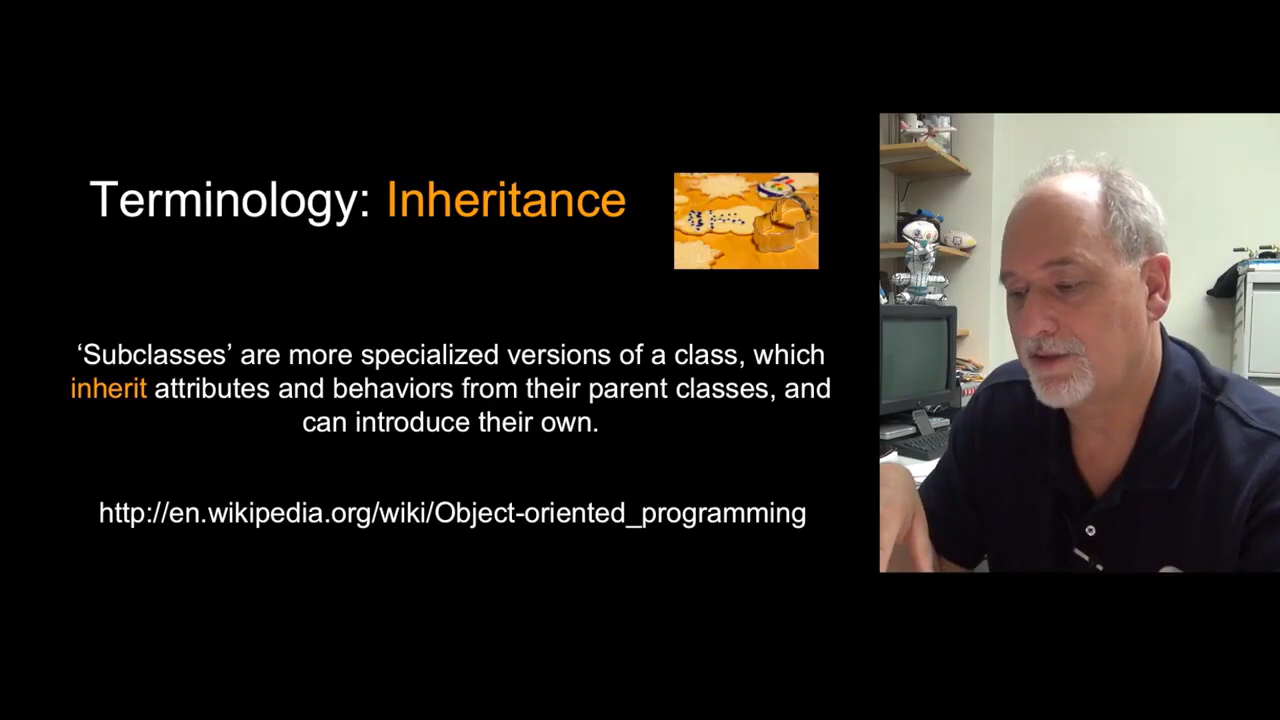 Terminology: Inheritance
‘Subclasses’ are more specialized versions of a class, which
inherit attributes and behaviors from their parent classes, and
can introduce their own.
http://en.wikipedia.org/wiki/Object-oriented_programming